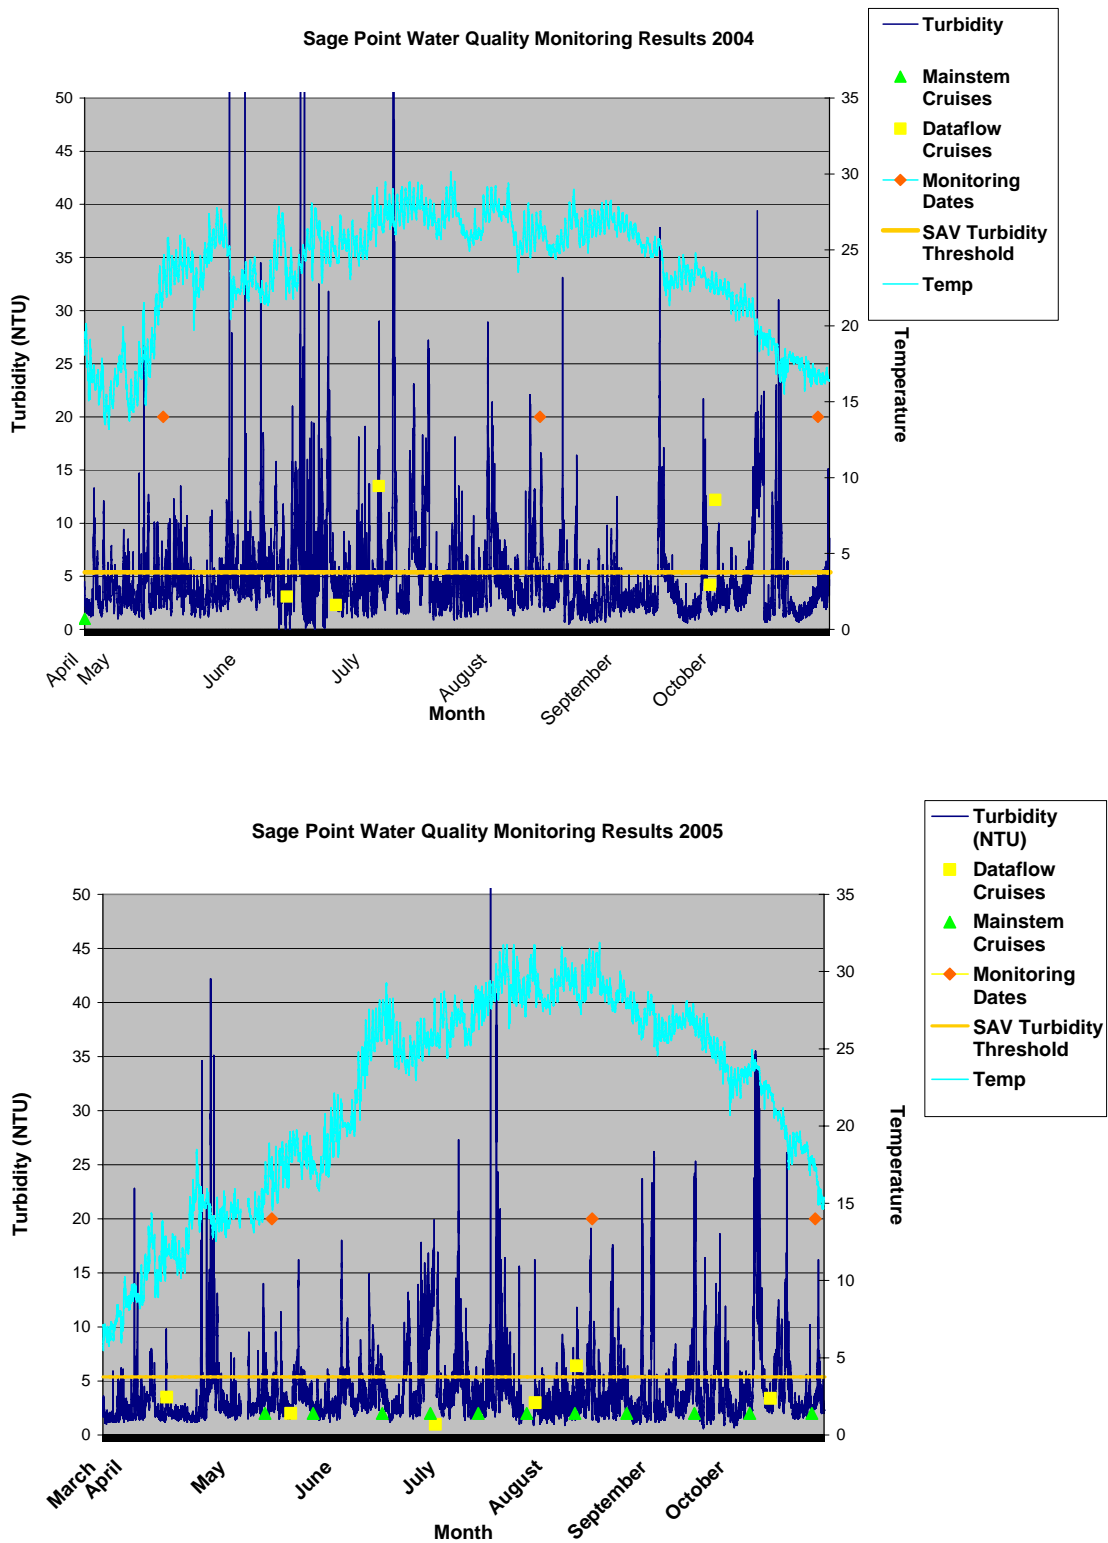 Sage Point Water Quality Monitoring Results 2004
Turbidity
Mainstem
Cruises
Dataflow
Cruises
Monitoring
Dates
SAV Turbidity
Threshold
Temp
50
45
40
35
30
25
20
15
10
5
0
Turbidity (NTU)
35
30
25
20
15
10
5
0
Temperature
April
May
June
July
August
September
October
Month
Sage Point Water Quality Monitoring Results 2005
Turbidity
(NTU)
Dataflow
Cruises
Mainstem
Cruises
Monitoring
Dates
SAV Turbidity
Threshold
Temp
50
45
40
35
30
25
20
15
10
5
0
Turbidity (NTU)
35
30
25
20
15
10
5
0
Temperature
March
April
May
June
July
August
September
October
Month